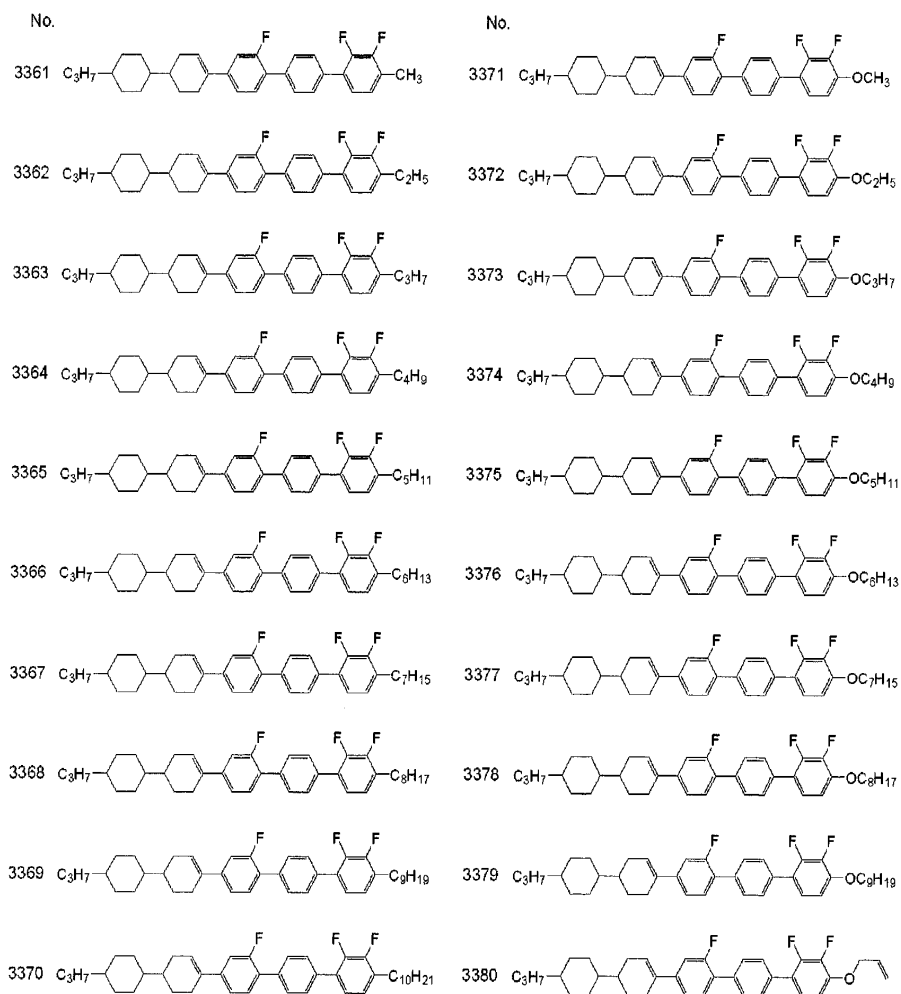 No.
F F F
3361 C3H7 CH3
F F F
3362 C3H7 C2H5
F F F
3363 C3H7 C3H7
F F F
3364 C3H7 C4H9
F F F
3365 C3H7 C5H11
F F F
3366 C3H7 C6H13
F F F
3367 C3H7 C7H15
F F F
3368 C3H7 C8H17
F F F
3369 C3H7 C9H19
F F F
3370 C3H7 C10H21
No.
F F F
3371 C3H7 OCH3
F F F
3372 C3H7 OC2H5
F F F
3373 C3H7 OC3H7
F F F
3374 C3H7 OC4H9
F F F
3375 C3H7 OC5H11
F F F
3376 C3H7 OC6H13
F F F
3377 C3H7 OC7H15
F F F
3378 C3H7 OC8H17
F F F
3379 C3H7 OC9H19
F F F
3380 C3H7 O